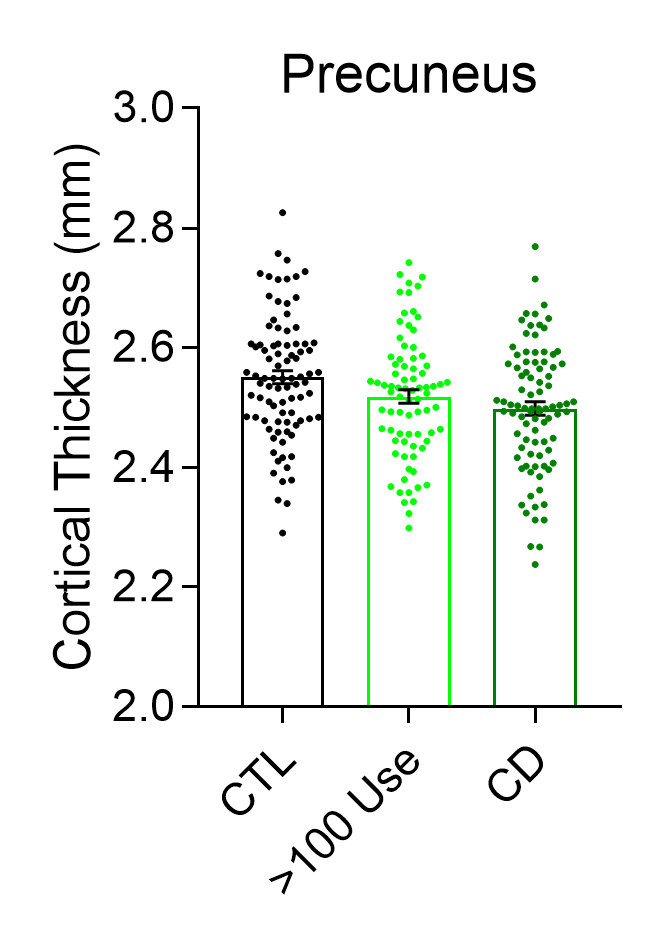 Precuneus
Cortical Thickness (mm)
3.0
2.8
2.6
2.4
2.2
2.0
CTL
>100 Use
CD